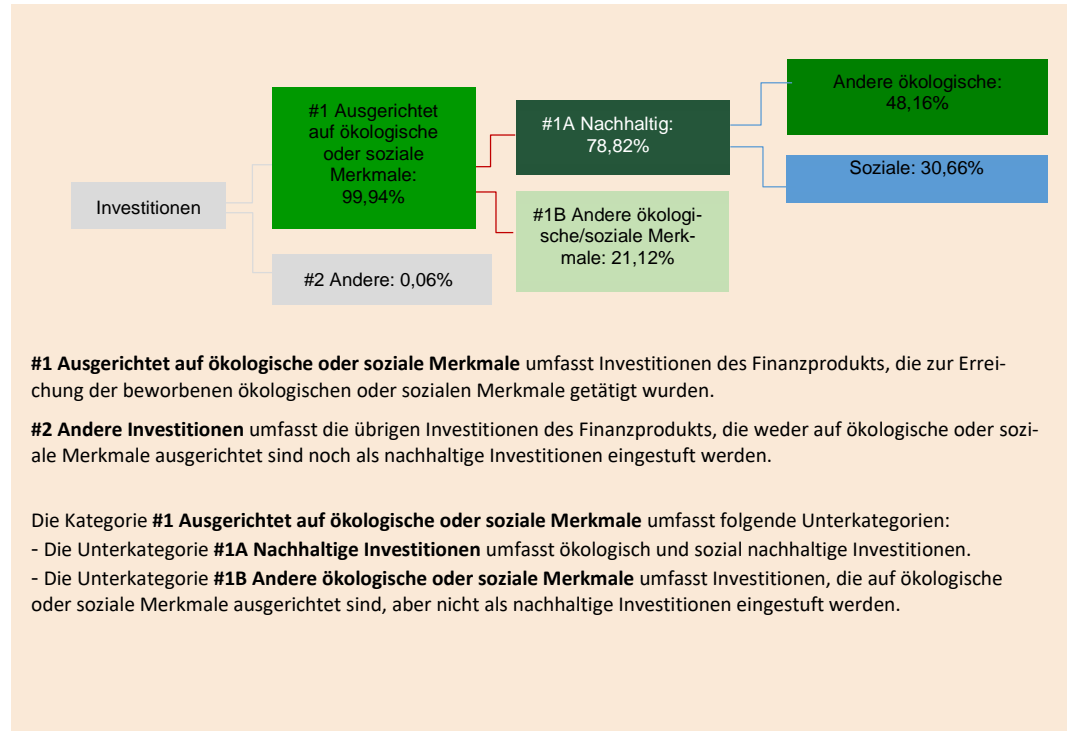 Investitionen
#1 Ausgerichtet
auf ökologische
oder soziale
Merkmale:
99,94%
#2 Andere: 0,06%
#1A Nachhaltig:
78,82%
#1B Andere ökologi-
sche/soziale Merk-
male: 21,12%
Andere ökologische:
48,16%
Soziale: 30,66%
#1 Ausgerichtet auf ökologische oder soziale Merkmale umfasst Investitionen des Finanzprodukts, die zur Errei-
chung der beworbenen ökologischen oder sozialen Merkmale getätigt wurden.
#2 Andere Investitionen umfasst die übrigen Investitionen des Finanzprodukts, die weder auf ökologische oder sozi-
ale Merkmale ausgerichtet sind noch als nachhaltige Investitionen eingestuft werden.
Die Kategorie #1 Ausgerichtet auf ökologische oder soziale Merkmale umfasst folgende Unterkategorien:
- Die Unterkategorie #1A Nachhaltige Investitionen umfasst ökologisch und sozial nachhaltige Investitionen.
- Die Unterkategorie #1B Andere ökologische oder soziale Merkmale umfasst Investitionen, die auf ökologische
oder soziale Merkmale ausgerichtet sind, aber nicht als nachhaltige Investitionen eingestuft werden.